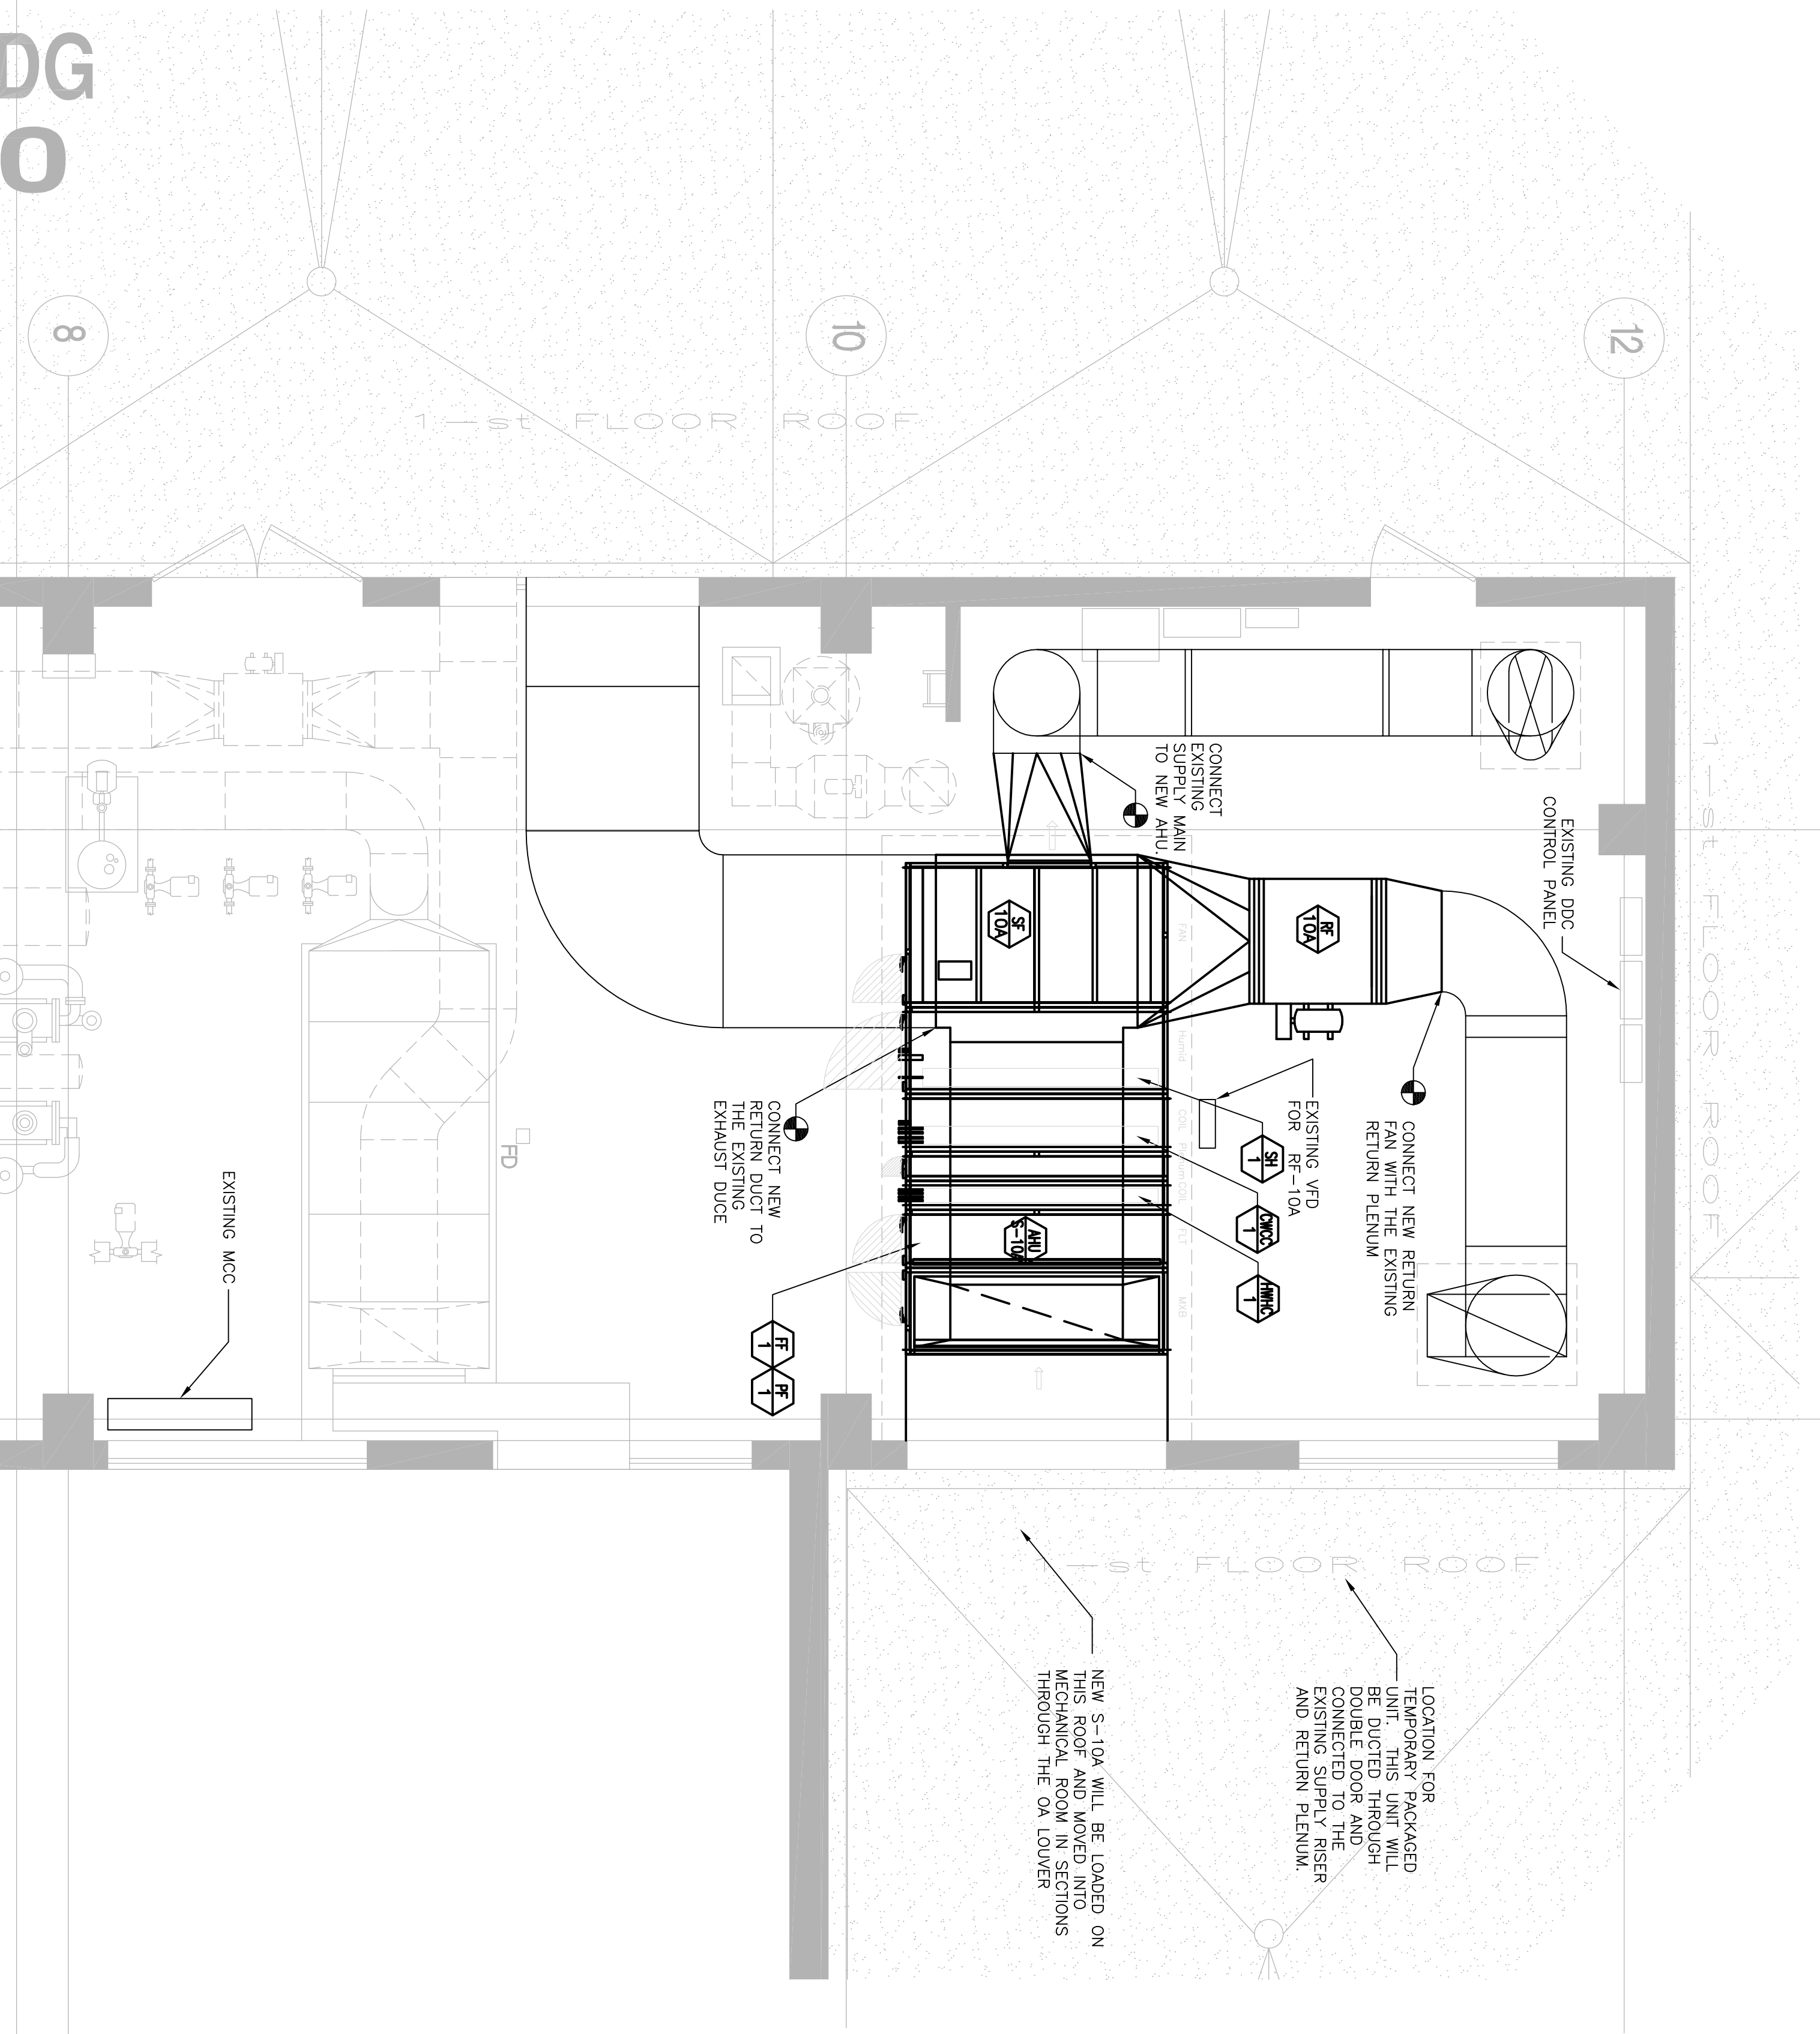 DG
0
8
10
12
1-st FLOOR ROOF
1-st FLOOR ROOF
1-st FLOOR ROOF
CONNECT
EXISTING
SUPPLY MAIN
TO NEW AHU.
EXISTING DDC
CONTROL PANEL
SF
10A
RF
10A
FAN
Humid
COIL
COIL
FLT
MXB
CONNECT NEW RETURN
FAN WITH THE EXISTING
RETURN PLENUM
EXISTING VFD
FOR RF-10A
SH
1
CWCC
1
HWHC
1
AHU
S-10A
CONNECT NEW
RETURN DUCT TO
THE EXISTING
EXHAUST DUCE
FF
1
PF
1
FD
EXISTING MCC
LOCATION FOR
TEMPORARY PACKAGED
UNIT. THIS UNIT WILL
BE DUCTED THROUGH
DOUBLE DOOR AND
CONNECTED TO THE
EXISTING SUPPLY RISER
AND RETURN PLENUM.
1-st FLOOR ROOF
NEW S-10A WILL BE LOADED ON
THIS ROOF AND MOVED INTO
MECHANICAL ROOM IN SECTIONS
THROUGH THE OA LOUVER